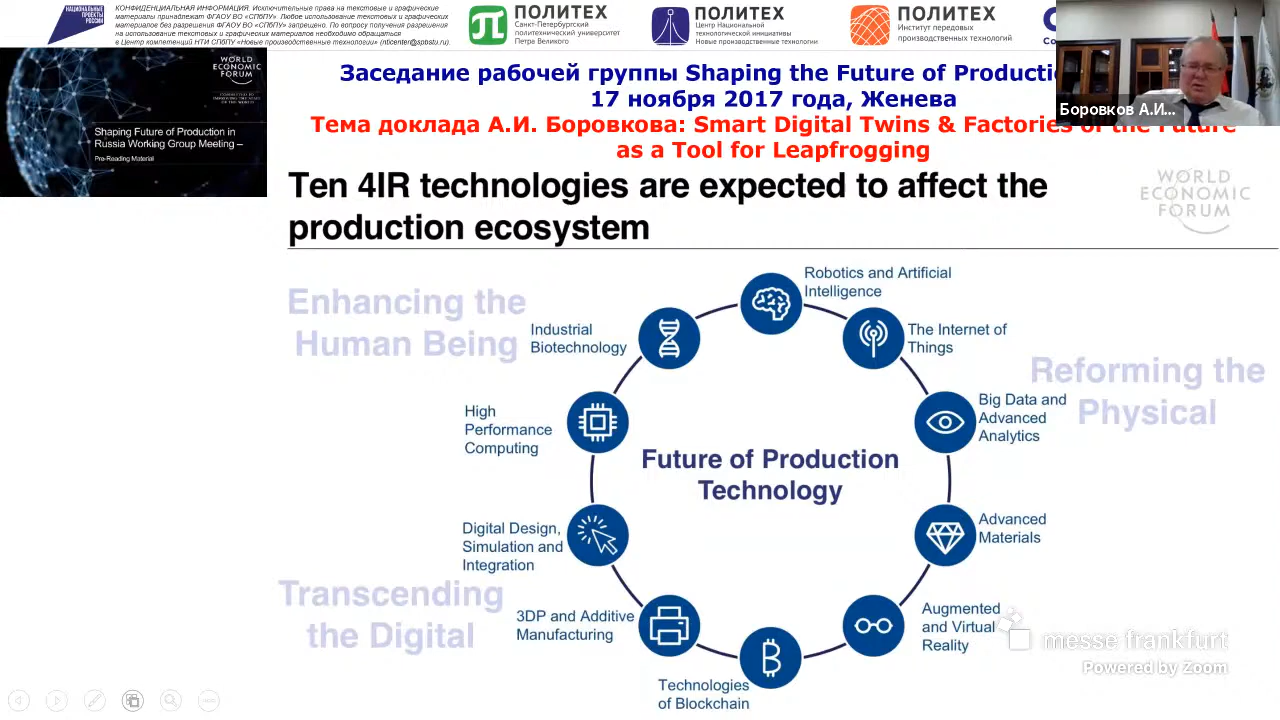 НАЦИОНАЛЬНЫЕ
ПРОЕКТЫ
РОССИИ
КОНФИДЕНЦИАЛЬНАЯ ИНФОРМАЦИЯ. Исключительные права на текстовые и графические
материалы принадлежат ФГАОУ ВО «СПбПУ». Любое использование текстовых и графических
материалов без разрешения ФГАОУ ВО «СПбПУ» запрещено. По вопросу получения разрешения
на использование текстовых и графических материалов необходимо обращаться
в Центр компетенций НТИ СПбПУ «Новые производственные технологии» (nticenter@spbstu.ru).
ПОЛИТЕХ
Санкт-Петербургский
политехнический университет
Петра Великого
ПОЛИТЕХ
Центр Национальной
технологической инициативы
Новые производственные технологии
ПОЛИТЕХ
Институт передовых
производственных технологий
Боровков А.И...
WORLD
ECONOMIC
FORUM
Shaping Future of Production in
Russia Working Group Meeting –
Pre-Reading Material
Заседание рабочей группы Shaping the Future of Producti
17 ноября 2017 года, Женева
Тема доклада А.И. Боровкова: Smart Digital Twins & Factories of the Future
as a Tool for Leapfrogging
Ten 4IR technologies are expected to affect the
production ecosystem
WORLD
ECONOMIC
FORUM
Enhancing the
Human Being
Reforming the
Physical
Transcending
the Digital
Robotics and Artificial
Intelligence
The Internet of
Things
Big Data and
Advanced
Analytics
Advanced
Materials
Augmented
and Virtual
Reality
Technologies
of Blockchain
3DP and Additive
Manufacturing
Digital Design,
Simulation and
Integration
High
Performance
Computing
Industrial
Biotechnology
Future of Production
Technology
messe frankfurt
Powered by Zoom